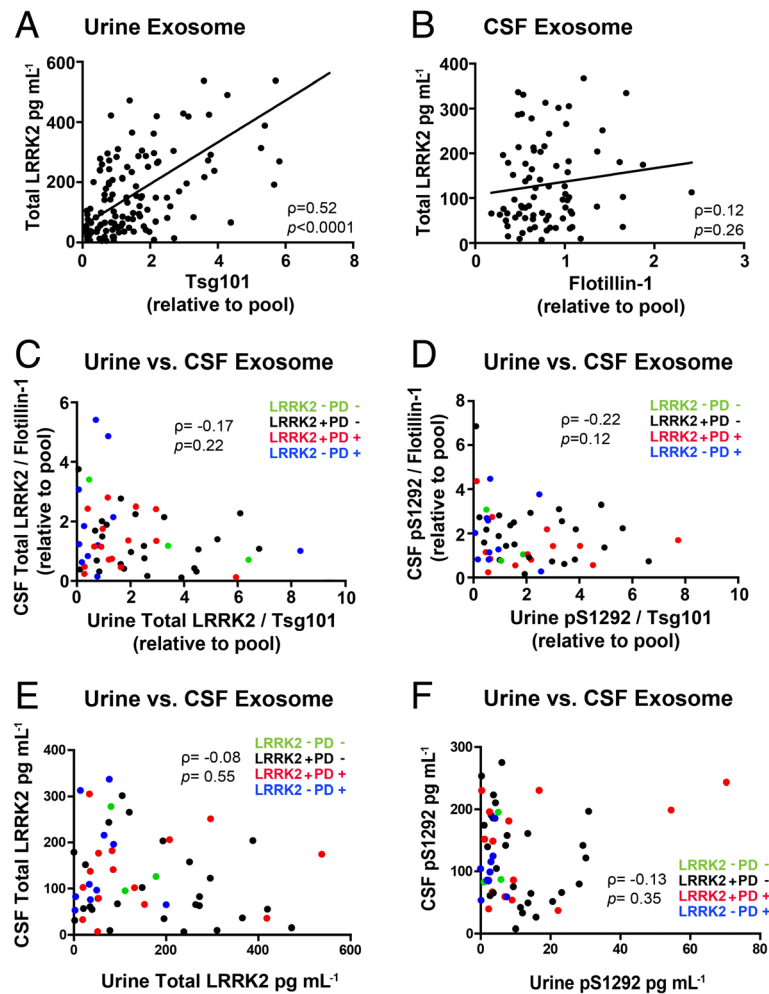 A Urine Exosome
Total LRRK2 pg mL-1
600
400
200
0
0 2 4 6 8
ρ=0.52
p<0.0001
Tsg101
(relative to pool)
B CSF Exosome
Total LRRK2 pg mL-1
400
300
200
100
0
0 1 2 3
ρ=0.12
p=0.26
Flotillin-1
(relative to pool)
C Urine vs. CSF Exosome
CSF Total LRRK2 / Flotillin-1
(relative to pool)
6
4
2
0
0 2 4 6 8 10
ρ= -0.17
p=0.22
LRRK2 - PD -
LRRK2 + PD -
LRRK2 + PD +
LRRK2 - PD +
Urine Total LRRK2 / Tsg101
(relative to pool)
D Urine vs. CSF Exosome
CSF pS1292 / Flotillin-1
(relative to pool)
8
6
4
2
0
0 2 4 6 8 10
ρ= -0.22
p=0.12
LRRK2 - PD -
LRRK2 + PD -
LRRK2 + PD +
LRRK2 - PD +
Urine pS1292 / Tsg101
(relative to pool)
E Urine vs. CSF Exosome
CSF Total LRRK2 pg mL-1
400
300
200
100
0
0 200 400 600
ρ= -0.08
p= 0.55
LRRK2 - PD -
LRRK2 + PD -
LRRK2 + PD +
LRRK2 - PD +
Urine Total LRRK2 pg mL-1
F Urine vs. CSF Exosome
CSF pS1292 pg mL-1
300
200
100
0
0 20 40 60 80
LRRK2 - PD -
LRRK2 + PD -
LRRK2 + PD +
LRRK2 - PD +
ρ= -0.13
p= 0.35
Urine pS1292 pg mL-1